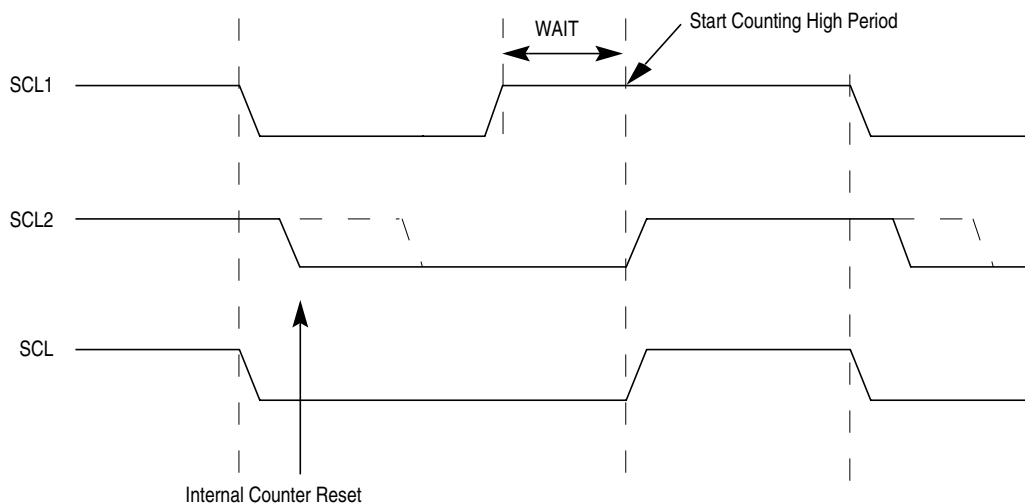 Start Counting High Period
WAIT
SCL1
SCL2
SCL
Internal Counter Reset